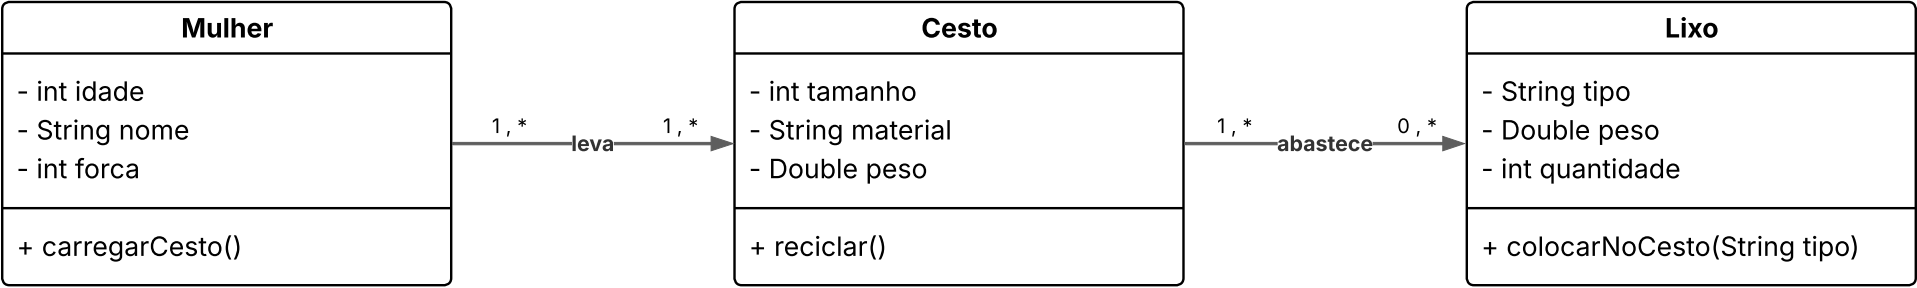 Mulher
- int idade
- String nome
- int forca
+ carregarCesto()
1 , *
leva
1 , *
Cesto
- int tamanho
- String material
- Double peso
+ reciclar()
1 , *
abastece
0 , *
Lixo
- String tipo
- Double peso
- int quantidade
+ colocarNoCesto(String tipo)